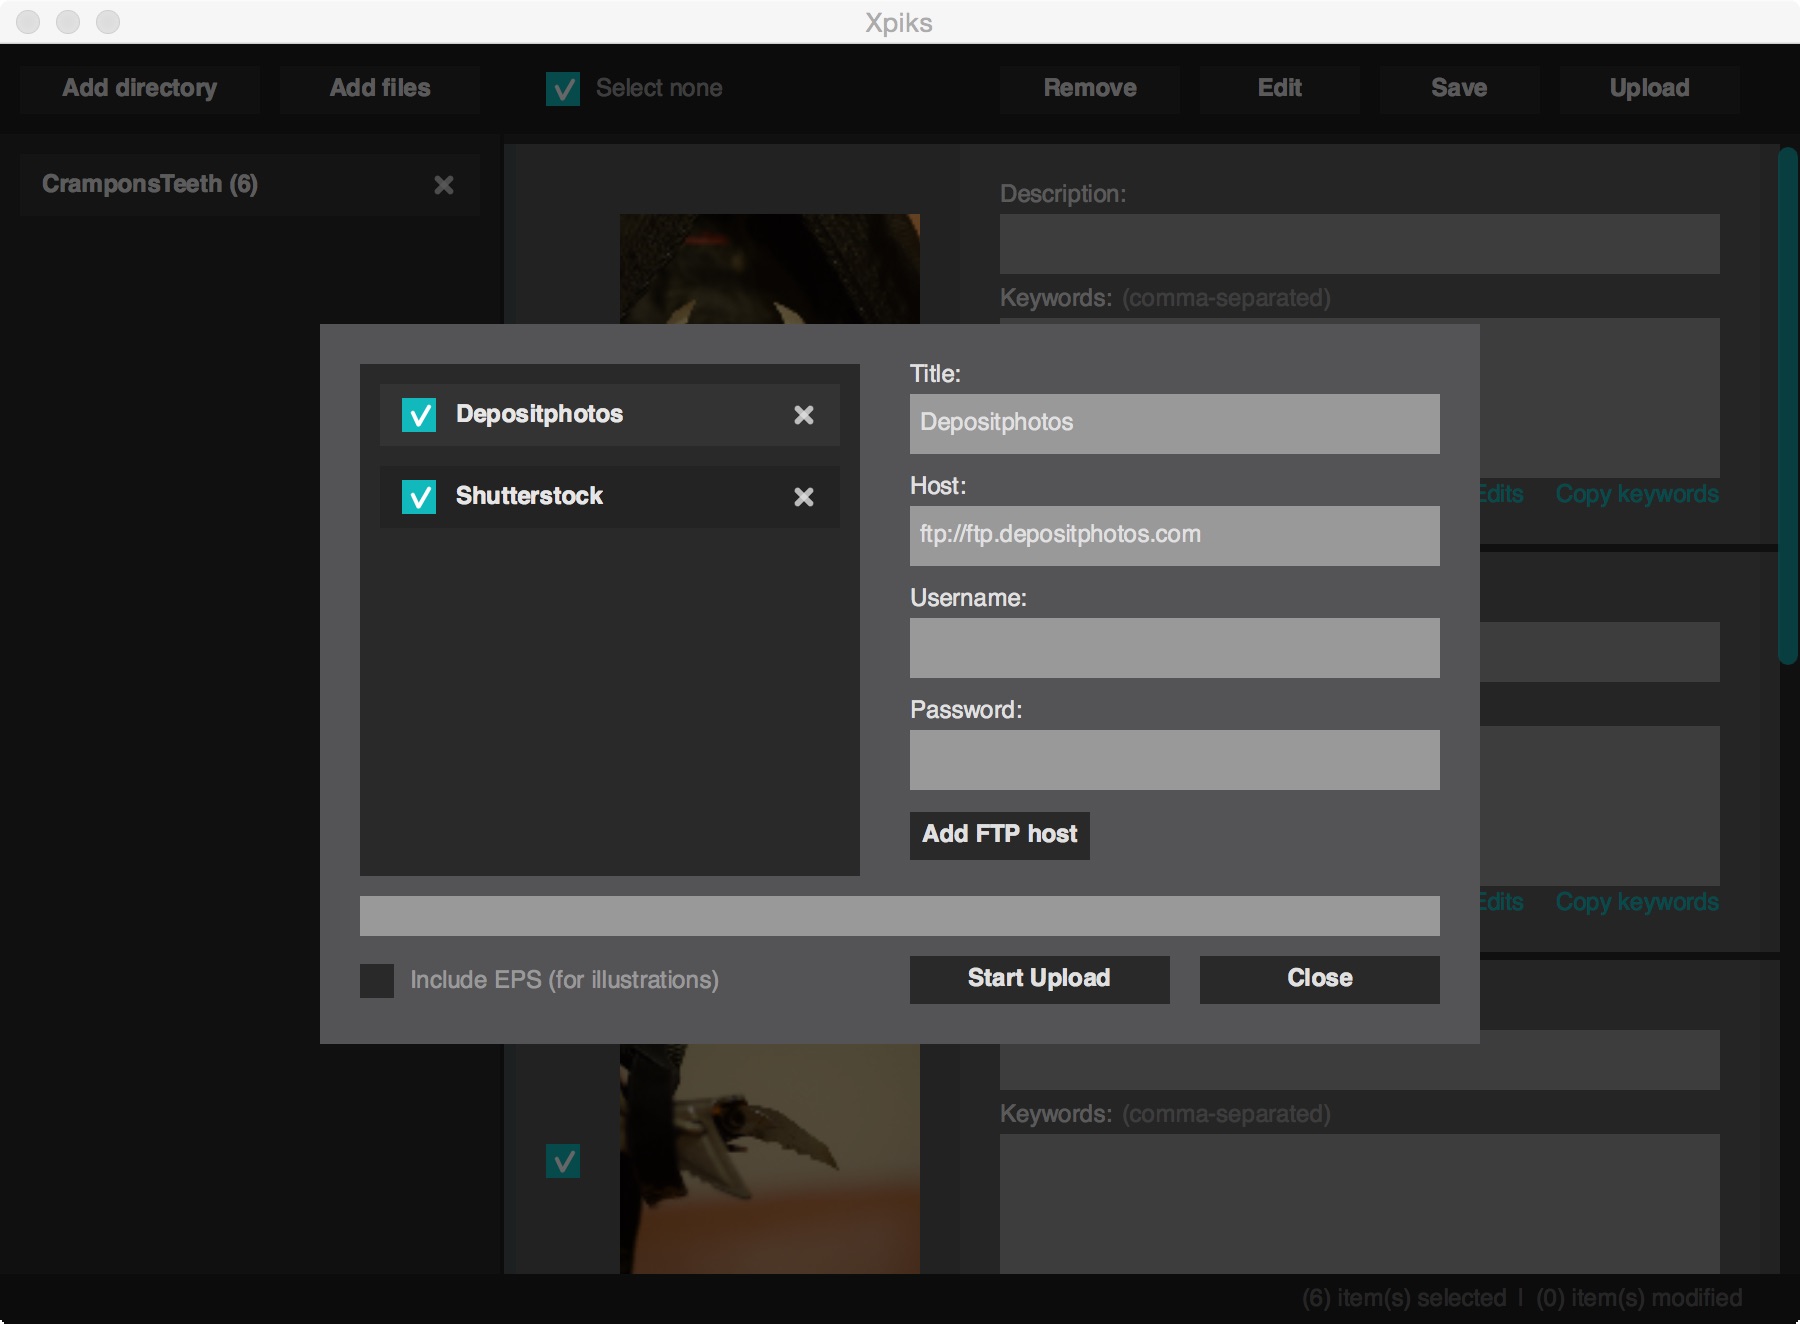 Xpiks
Add directory
Add files
Select none
Remove
Edit
Save
Upload
CramponsTeeth (6)
Description:
Keywords: (comma-separated)
Edits
Copy keywords
Depositphotos
Shutterstock
Title:
Depositphotos
Host:
ftp://ftp.depositphotos.com
Username:
Password:
Add FTP host
Edits
Copy keywords
Include EPS (for illustrations)
Start Upload
Close
Keywords: (comma-separated)
(6) item(s) selected | (0) item(s) modified